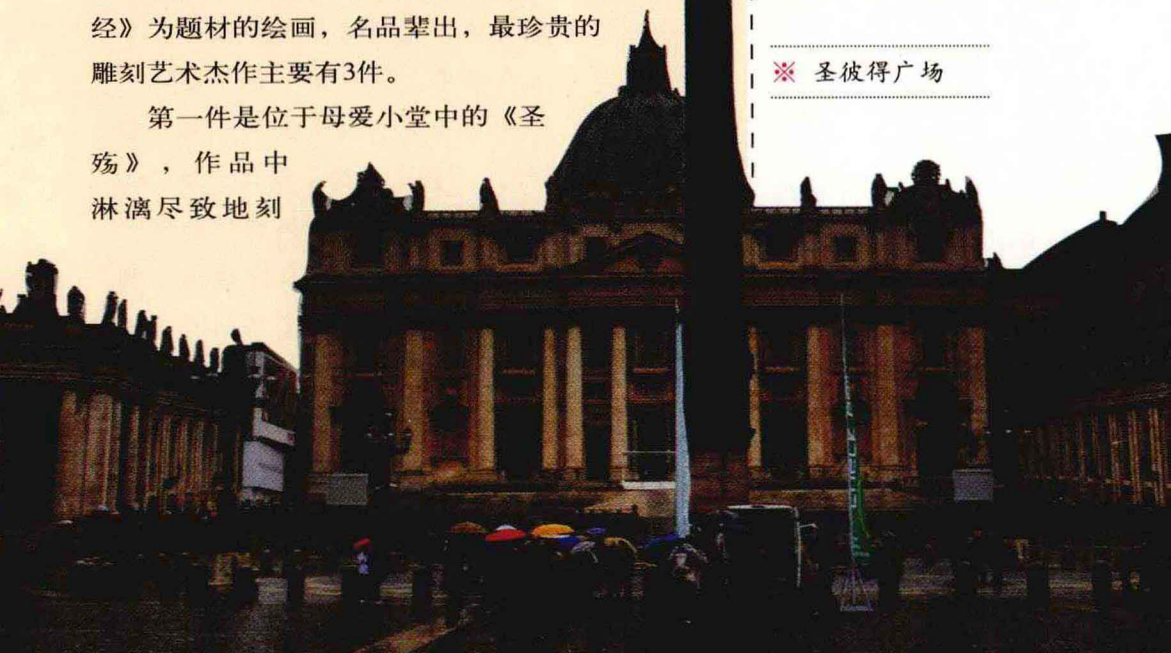 经》为题材的绘画，名品辈出，最珍贵的
雕刻艺术杰作主要有3件。
第一件是位于母爱小堂中的《圣
殇》，作品中
淋漓尽致地刻
※ 圣彼得广场